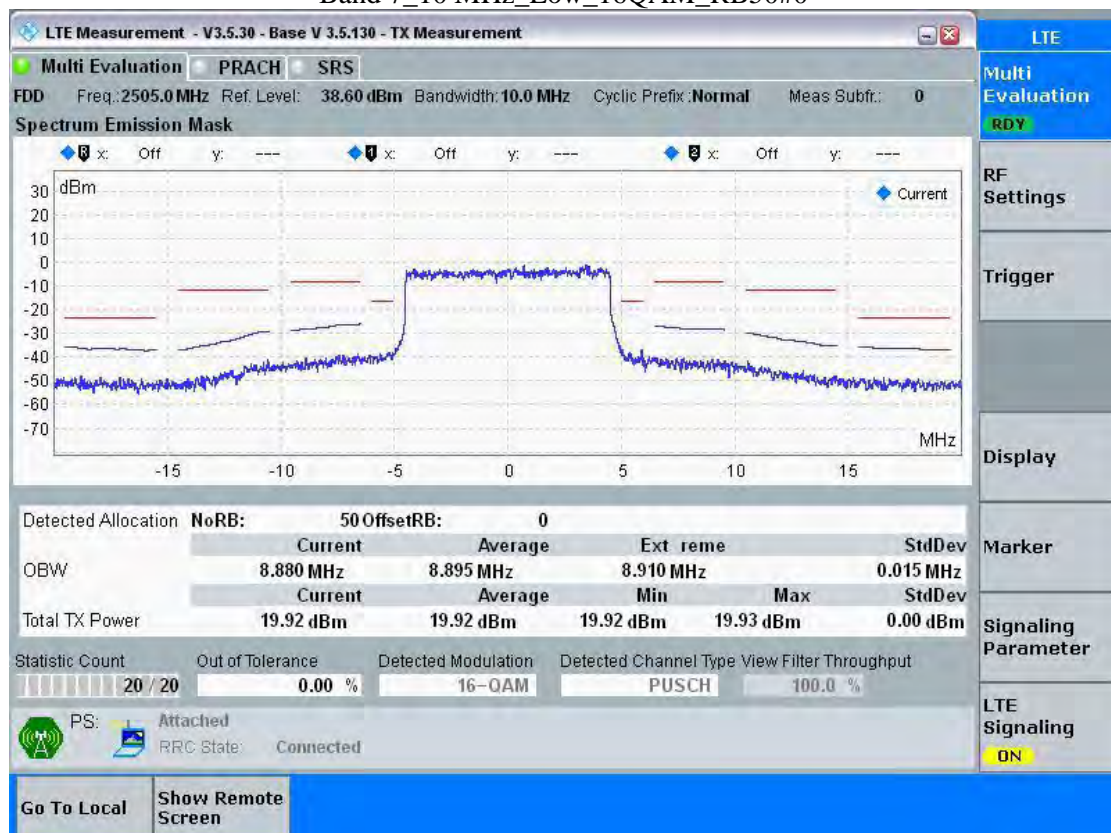 LTE Measurement - V3.5.30 - Base V 3.5.130 - TX Measurement
LTE
Multi Evaluation PRACH SRS
Multi
Evaluation
RDY
FDD Freq.:2505.0 MHz Ref. Level: 38.60 dBm Bandwidth:10.0 MHz Cyclic Prefix :Normal Meas Subfr.: 0
Spectrum Emission Mask
R x: Off y: --- 1 x: Off y: --- 2 x: Off y: ---
RF
Settings
30 dBm
Current
20
10
0
-10
-20
-30
-40
-50
-60
-70
Trigger
MHz
-15 -10 -5 0 5 10 15
Display
Detected Allocation NoRB: 50 OffsetRB: 0
Current Average Ext reme StdDev
OBW 8.880 MHz 8.895 MHz 8.910 MHz 0.015 MHz
Current Average Min Max StdDev
Total TX Power 19.92 dBm 19.92 dBm 19.92 dBm 19.93 dBm 0.00 dBm
Marker
Signaling
Parameter
Statistic Count Out of Tolerance Detected Modulation Detected Channel Type View Filter Throughput
20 / 20 0.00 % 16-QAM PUSCH 100.0 %
PS: Attached
RRC State: Connected
LTE
Signaling
ON
Go To Local
Show Remote
Screen